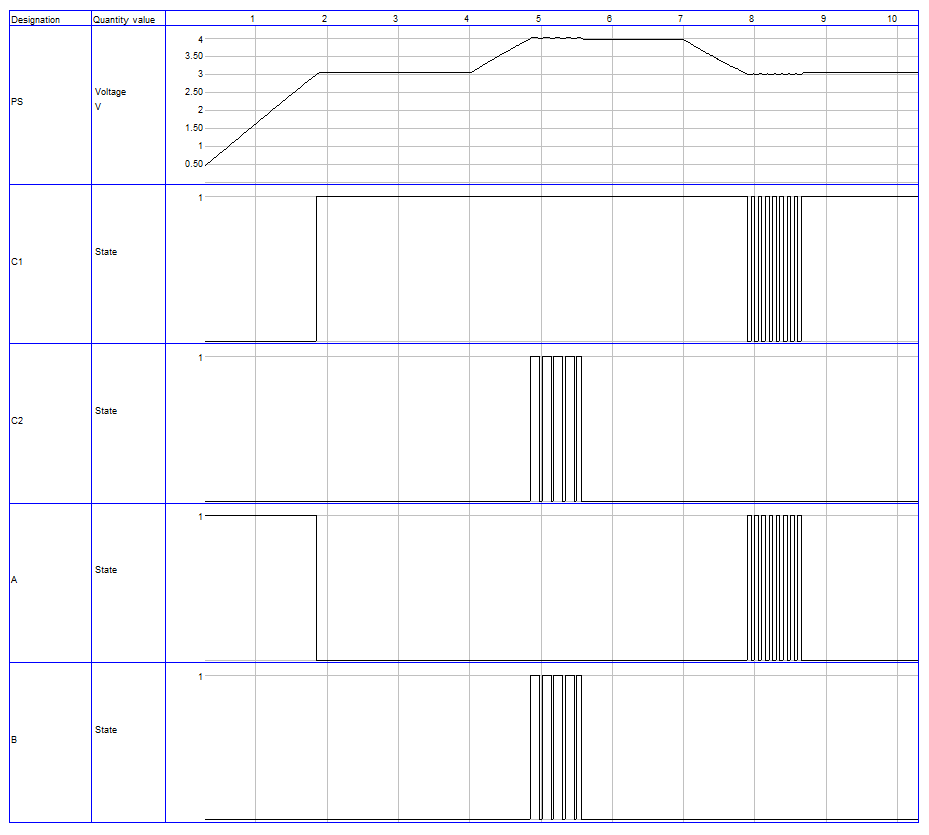 Designation Quantity value 1 2 3 4 5 6 7 8 9 10
4
3.50
3
Voltage 2.50
PS V 2
1.50
1
0.50
1
State
C1
1
State
C2
1
State
A
1
State
B